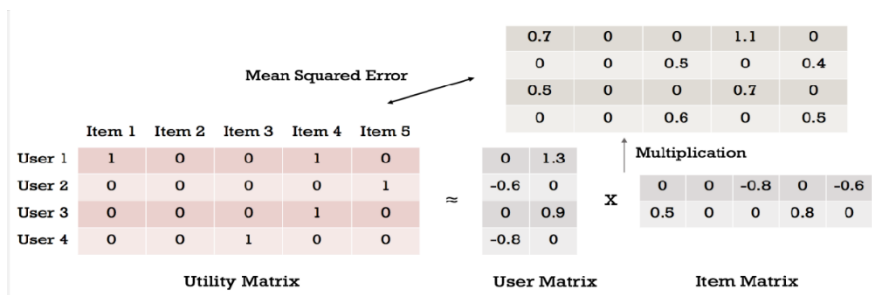 0.7 0 0 1.1 0
0 0 0.5 0 0.4
0.5 0 0 0.7 0
0 0 0.6 0 0.5
Mean Squared Error
Item 1 Item 2 Item 3 Item 4 Item 5
User 1 1 0 0 1 0
User 2 0 0 0 0 1
User 3 0 0 0 1 0
User 4 0 0 1 0 0
≈
0 1.3
-0.6 0
0 0.9
-0.8 0
X
Multiplication
0 0 -0.8 0 -0.6
0.5 0 0 0.8 0
Utility Matrix
User Matrix
Item Matrix